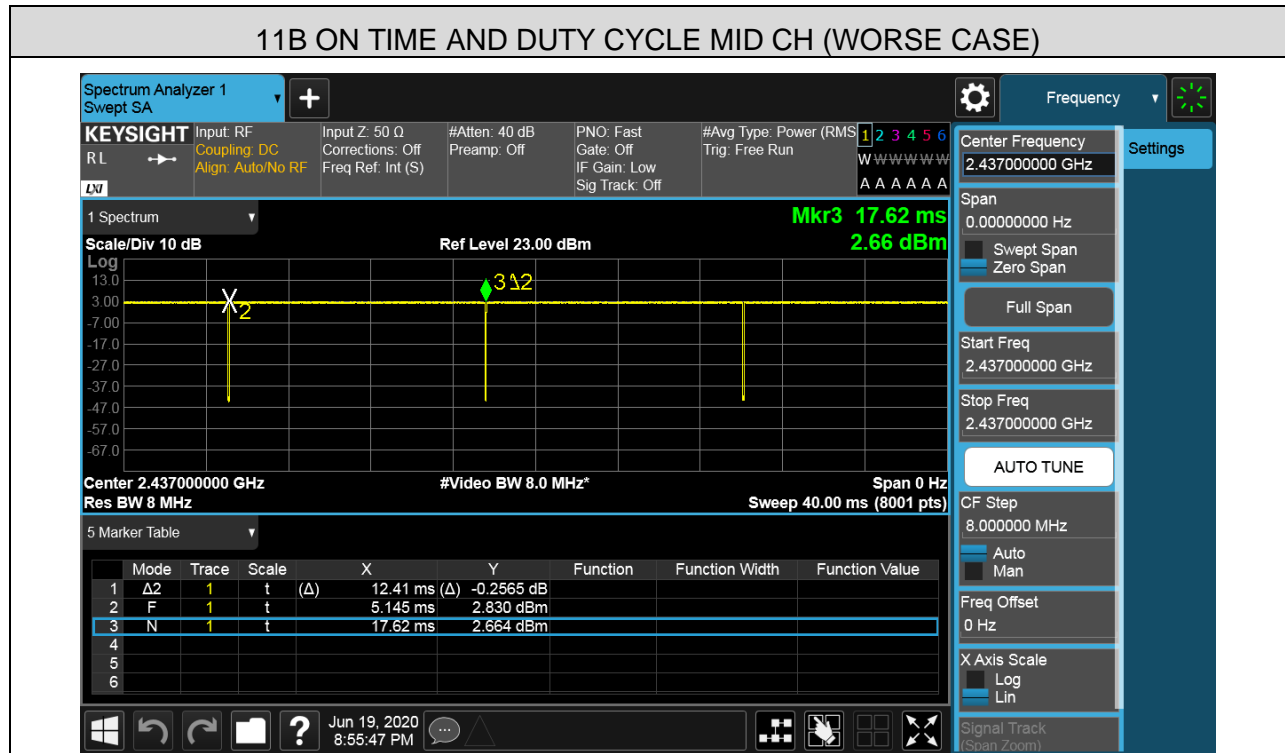 11B ON TIME AND DUTY CYCLE MID CH (WORSE CASE)
Spectrum Analyzer 1
Swept SA
+
Frequency
KEYSIGHT
RL
LXI
Input: RF
Coupling: DC
Align: Auto/No RF
Input Z: 50 Ω
Corrections: Off
Freq Ref: Int (S)
#Atten: 40 dB
Preamp: Off
PNO: Fast
Gate: Off
IF Gain: Low
Sig Track: Off
#Avg Type: Power (RMS
Trig: Free Run
1 2 3 4 5 6
W W W W W W
A A A A A A
1 Spectrum
Mkr3 17.62 ms
Scale/Div 10 dB
Ref Level 23.00 dBm
2.66 dBm
Log
13.0
3.00
-7.00
-17.0
-27.0
-37.0
-47.0
-57.0
-67.0
2
3 Δ2
Center 2.437000000 GHz
#Video BW 8.0 MHz*
Span 0 Hz
Res BW 8 MHz
Sweep 40.00 ms (8001 pts)
5 Marker Table
Mode Trace Scale X Y Function Function Width Function Value
1 Δ2 1 t (Δ) 12.41 ms (Δ) -0.2565 dB
2 F 1 t 5.145 ms 2.830 dBm
3 N 1 t 17.62 ms 2.664 dBm
4
5
6
?
Jun 19, 2020
8:55:47 PM
Center Frequency
2.437000000 GHz
Settings
Span
0.00000000 Hz
Swept Span
Zero Span
Full Span
Start Freq
2.437000000 GHz
Stop Freq
2.437000000 GHz
AUTO TUNE
CF Step
8.000000 MHz
Auto
Man
Freq Offset
0 Hz
X Axis Scale
Log
Lin
Signal Track
(Span Zoom)